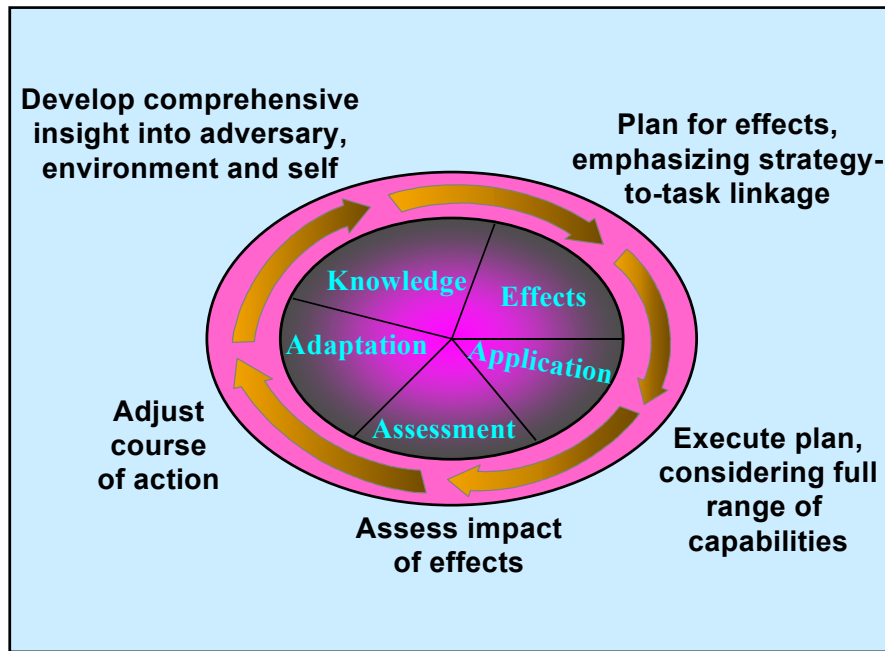 Develop comprehensive
insight into adversary,
environment and self
Plan for effects,
emphasizing strategy-
to-task linkage
Knowledge
Effects
Adaptation
Application
Assessment
Adjust
course
of action
Execute plan,
considering full
range of
capabilities
Assess impact
of effects